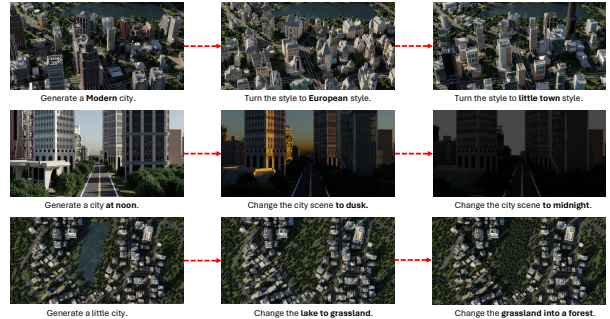 Generate a Modern city.
Turn the style to European style.
Turn the style to little town style.
Generate a city at noon.
Change the city scene to dusk.
Change the city scene to midnight.
Generate a little city.
Change the lake to grassland.
Change the grassland into a forest.